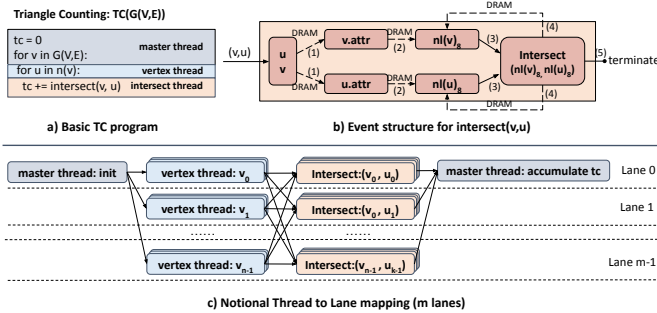 Triangle Counting: TC(G(V,E))
tc = 0
for v in G(V,E):
master thread
for u in n(v):
vertex thread
tc += intersect(v, u)
intersect thread
a) Basic TC program
(v,u)
u
v
DRAM
(1)
v.attr
DRAM
(2)
nl(v)8
(3)
DRAM
(4)
(1)
DRAM
u.attr
(2)
DRAM
nl(u)8
(3)
DRAM
(4)
Intersect
(nl(v)8, nl(u)8)
(5)
terminate
b) Event structure for intersect(v,u)
master thread: init
vertex thread: v0
Intersect:(v0 , u0)
master thread: accumulate tc
Lane 0
vertex thread: v1
Intersect:(v0 , u1)
Lane 1
......
......
vertex thread: vn-1
Intersect:(vn-1 , uk-1)
Lane m-1
c) Notional Thread to Lane mapping (m lanes)